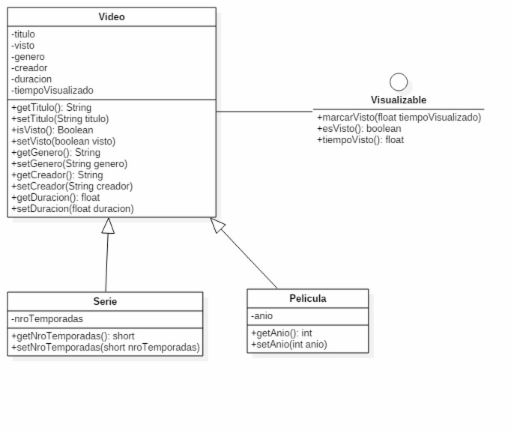 Video
-titulo
-visto
-genero
-creador
-duracion
-tiempoVisualizado
+getTitulo(): String
+setTitulo(String titulo)
+isVisto(): Boolean
+setVisto(boolean visto)
+getGenero(): String
+setGenero(String genero)
+getCreador(): String
+setCreador(String creador)
+getDuracion(): float
+setDuracion(float duracion)
Visualizable
+marcarVisto(float tiempoVisualizado)
+esVisto(): boolean
+tiempoVisto(): float
Serie
-nroTemporadas
+getNroTemporadas(): short
+setNroTemporadas(short nroTemporadas)
Pelicula
-anio
+getAnio(): int
+setAnio(int anio)